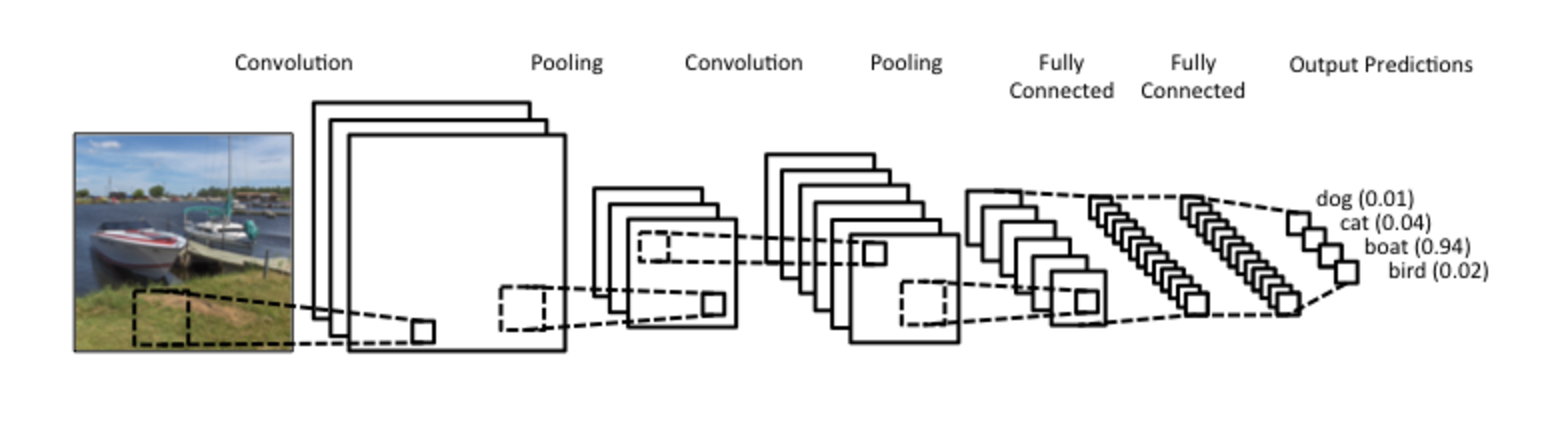 Convolution
Pooling
Convolution
Pooling
Fully
Connected
Fully
Connected
Output Predictions
dog (0.01)
cat (0.04)
boat (0.94)
bird (0.02)